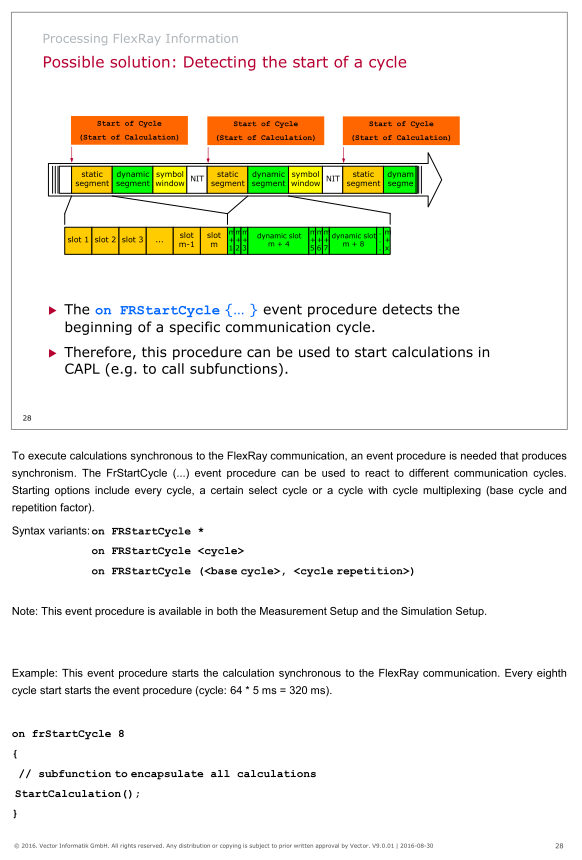 Processing FlexRay Information
Possible solution: Detecting the start of a cycle
Start of Cycle
(Start of Calculation)
Start of Cycle
(Start of Calculation)
Start of Cycle
(Start of Calculation)
static
segment
dynamic
segment
symbol
window
NIT
static
segment
dynamic
segment
symbol
window
NIT
static
segment
dynam
segme
slot 1
slot 2
slot 3
...
slot
m-1
slot
m
m+1
m+2
m+3
dynamic slot
m + 4
m+5
m+6
m+7
dynamic slot
m + 8
...
m+x
► The on FRStartCycle {... } event procedure detects the
beginning of a specific communication cycle.
► Therefore, this procedure can be used to start calculations in
CAPL (e.g. to call subfunctions).
28
To execute calculations synchronous to the FlexRay communication, an event procedure is needed that produces
synchronism. The FrStartCycle (...) event procedure can be used to react to different communication cycles.
Starting options include every cycle, a certain select cycle or a cycle with cycle multiplexing (base cycle and
repetition factor).
Syntax variants: on FRStartCycle *
on FRStartCycle <cycle>
on FRStartCycle (<base cycle>, <cycle repetition>)
Note: This event procedure is available in both the Measurement Setup and the Simulation Setup.
Example: This event procedure starts the calculation synchronous to the FlexRay communication. Every eighth
cycle start starts the event procedure (cycle: 64 * 5 ms = 320 ms).
on frStartCycle 8
{
// subfunction to encapsulate all calculations
StartCalculation();
}
© 2016. Vector Informatik GmbH. All rights reserved. Any distribution or copying is subject to prior written approval by Vector. V9.0.01 | 2016-08-30
28